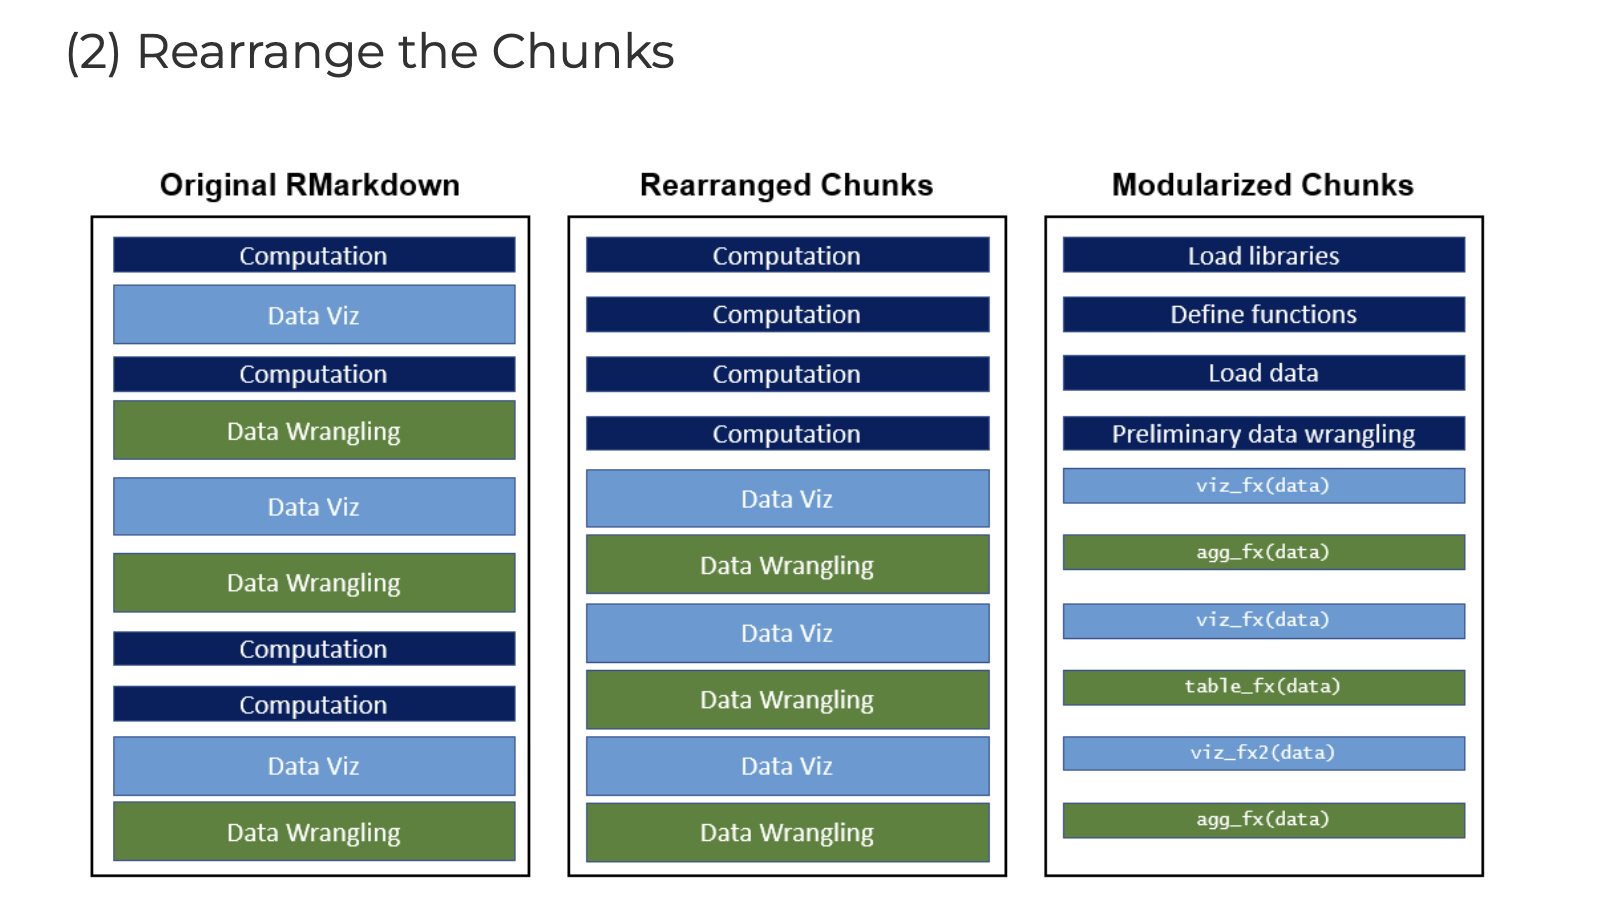 (2) Rearrange the Chunks
Original RMarkdown
Computation
Data Viz
Computation
Data Wrangling
Data Viz
Data Wrangling
Computation
Computation
Data Viz
Data Wrangling
Rearranged Chunks
Computation
Computation
Computation
Computation
Data Viz
Data Wrangling
Data Viz
Data Wrangling
Data Viz
Data Wrangling
Modularized Chunks
Load libraries
Define functions
Load data
Preliminary data wrangling
viz_fx(data)
agg_fx(data)
viz_fx(data)
table_fx(data)
viz_fx2(data)
agg_fx(data)